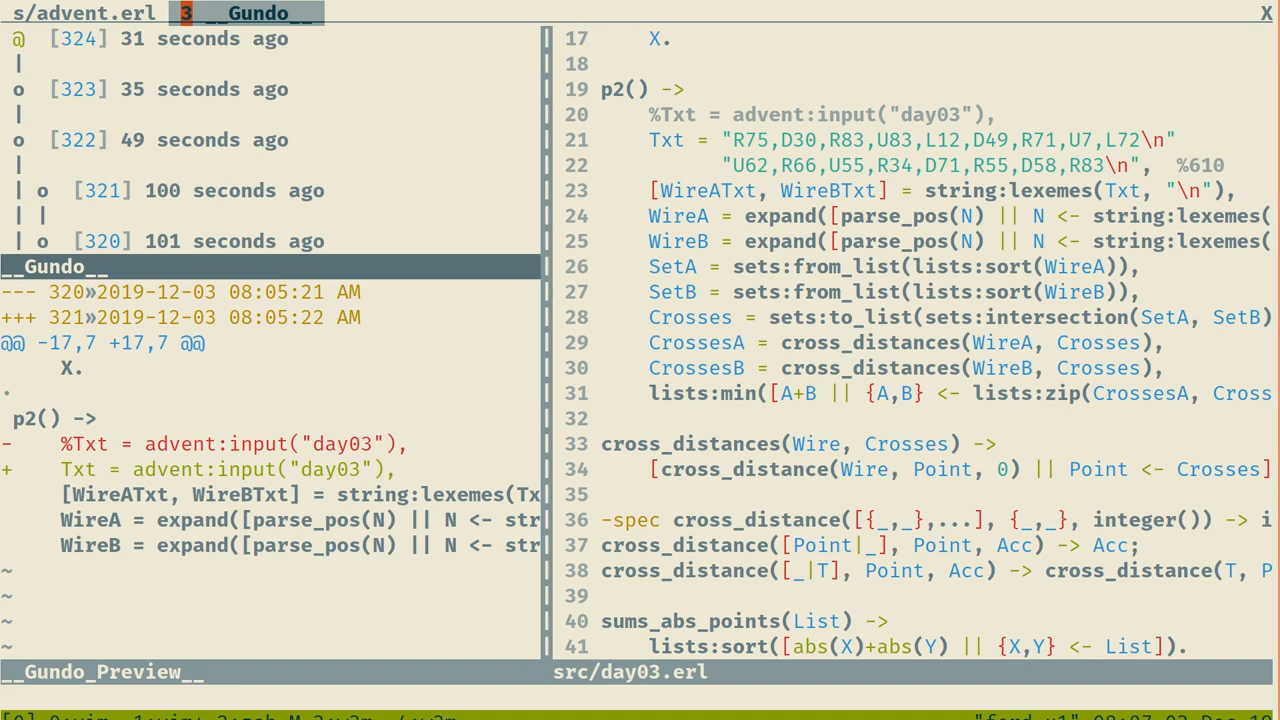 s/advent.erl 3 __Gundo__ X
@ [324] 31 seconds ago
|
o [323] 35 seconds ago
|
o [322] 49 seconds ago
|
| o [321] 100 seconds ago
| |
| o [320] 101 seconds ago
__Gundo__
--- 320»2019-12-03 08:05:21 AM
+++ 321»2019-12-03 08:05:22 AM
@@ -17,7 +17,7 @@
X.
.
p2() ->
-    %Txt = advent:input("day03"),
+    Txt = advent:input("day03"),
[WireATxt, WireBTxt] = string:lexemes(Tx
WireA = expand([parse_pos(N) || N <- str
WireB = expand([parse_pos(N) || N <- str
~
~
~
~
__Gundo_Preview__
17     X.
18
19 p2() ->
20     %Txt = advent:input("day03"),
21     Txt = "R75,D30,R83,U83,L12,D49,R71,U7,L72\n"
22           "U62,R66,U55,R34,D71,R55,D58,R83\n",  %610
23     [WireATxt, WireBTxt] = string:lexemes(Txt, "\n"),
24     WireA = expand([parse_pos(N) || N <- string:lexemes(
25     WireB = expand([parse_pos(N) || N <- string:lexemes(
26     SetA = sets:from_list(lists:sort(WireA)),
27     SetB = sets:from_list(lists:sort(WireB)),
28     Crosses = sets:to_list(sets:intersection(SetA, SetB)
29     CrossesA = cross_distances(WireA, Crosses),
30     CrossesB = cross_distances(WireB, Crosses),
31     lists:min([A+B || {A,B} <- lists:zip(CrossesA, Cross
32
33 cross_distances(Wire, Crosses) ->
34     [cross_distance(Wire, Point, 0) || Point <- Crosses]
35
36 -spec cross_distance([{_,_},...], {_,_}, integer()) -> i
37 cross_distance([Point|_], Point, Acc) -> Acc;
38 cross_distance([_|T], Point, Acc) -> cross_distance(T, P
39
40 sums_abs_points(List) ->
41     lists:sort([abs(X)+abs(Y) || {X,Y} <- List]).
src/day03.erl